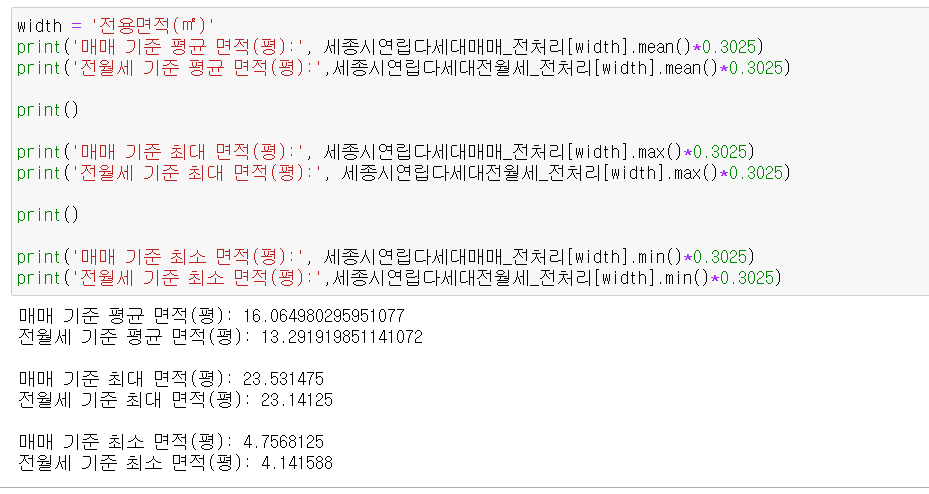 width = '전용면적(㎡)'
print('매매 기준 평균 면적(평):', 세종시연립다세대매매_전처리[width].mean()*0.3025)
print('전월세 기준 평균 면적(평):',세종시연립다세대전월세_전처리[width].mean()*0.3025)
print()
print('매매 기준 최대 면적(평):', 세종시연립다세대매매_전처리[width].max()*0.3025)
print('전월세 기준 최대 면적(평):', 세종시연립다세대전월세_전처리[width].max()*0.3025)
print()
print('매매 기준 최소 면적(평):', 세종시연립다세대매매_전처리[width].min()*0.3025)
print('전월세 기준 최소 면적(평):',세종시연립다세대전월세_전처리[width].min()*0.3025)
매매 기준 평균 면적(평): 16.064980295951077
전월세 기준 평균 면적(평): 13.291919851141072
매매 기준 최대 면적(평): 23.531475
전월세 기준 최대 면적(평): 23.14125
매매 기준 최소 면적(평): 4.7568125
전월세 기준 최소 면적(평): 4.141588